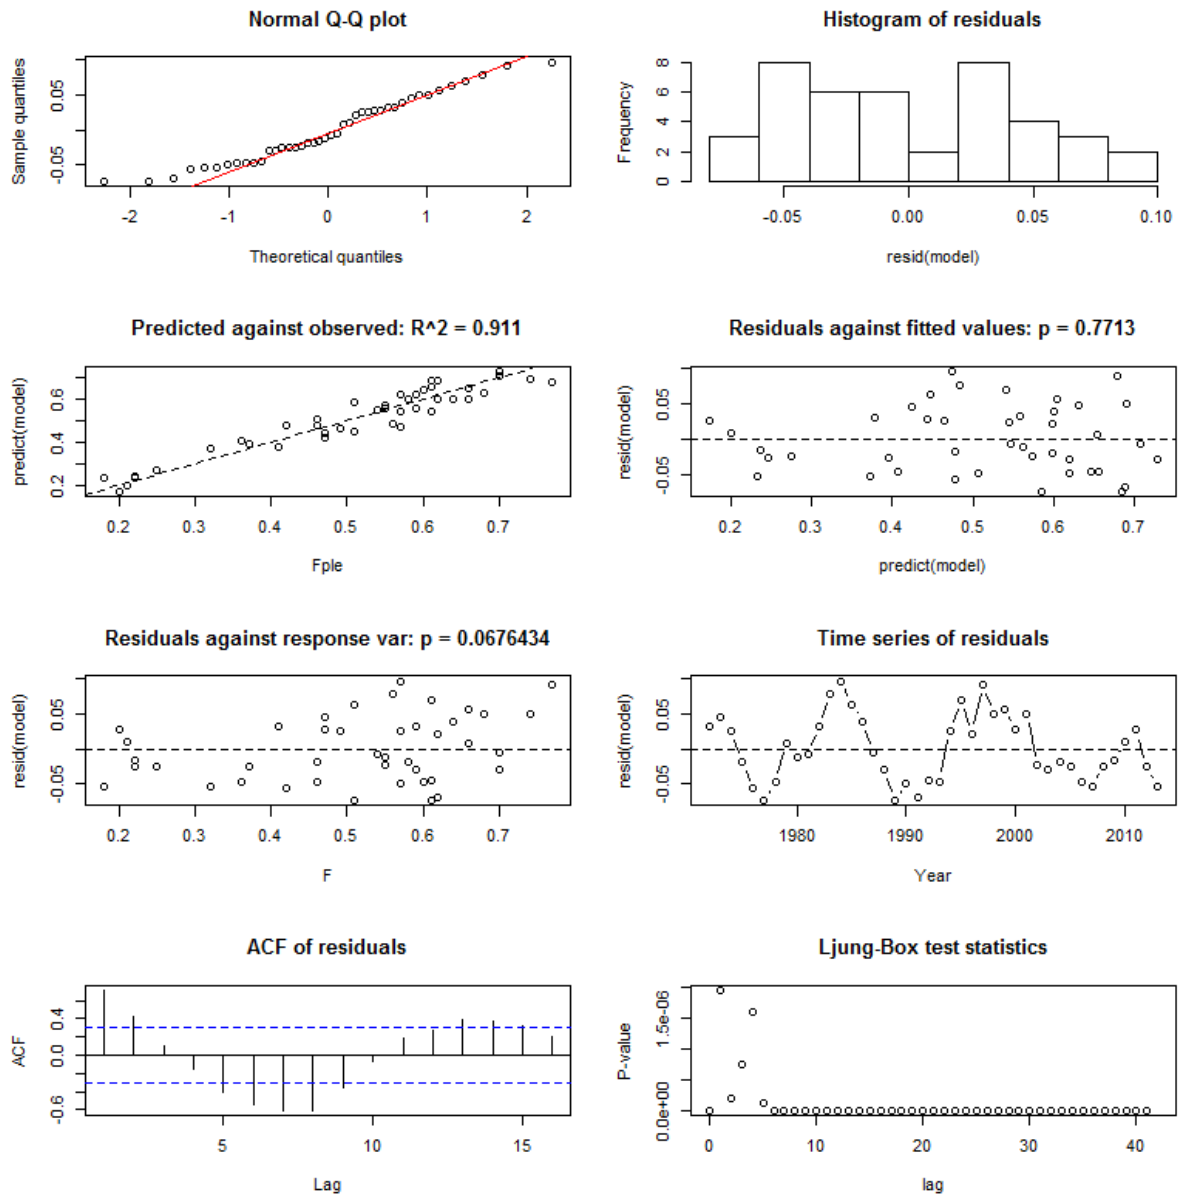 Normal Q-Q plot
Sample quantiles
-0.05
0.05
-2
-1
0
1
2
Theoretical quantiles
Histogram of residuals
Frequency
0
2
4
6
8
-0.05
0.00
0.05
0.10
resid(model)
Predicted against observed: R^2 = 0.911
predict(model)
0.2
0.4
0.6
0.2
0.3
0.4
0.5
0.6
0.7
Fple
Residuals against fitted values: p = 0.7713
resid(model)
-0.05
0.05
0.2
0.3
0.4
0.5
0.6
0.7
predict(model)
Residuals against response var: p = 0.0676434
resid(model)
-0.05
0.05
0.2
0.3
0.4
0.5
0.6
0.7
F
Time series of residuals
resid(model)
-0.05
0.05
1980
1990
2000
2010
Year
ACF of residuals
ACF
-0.6
0.0
0.4
5
10
15
Lag
Ljung-Box test statistics
P-value
0.0e+00
1.5e-06
0
10
20
30
40
lag